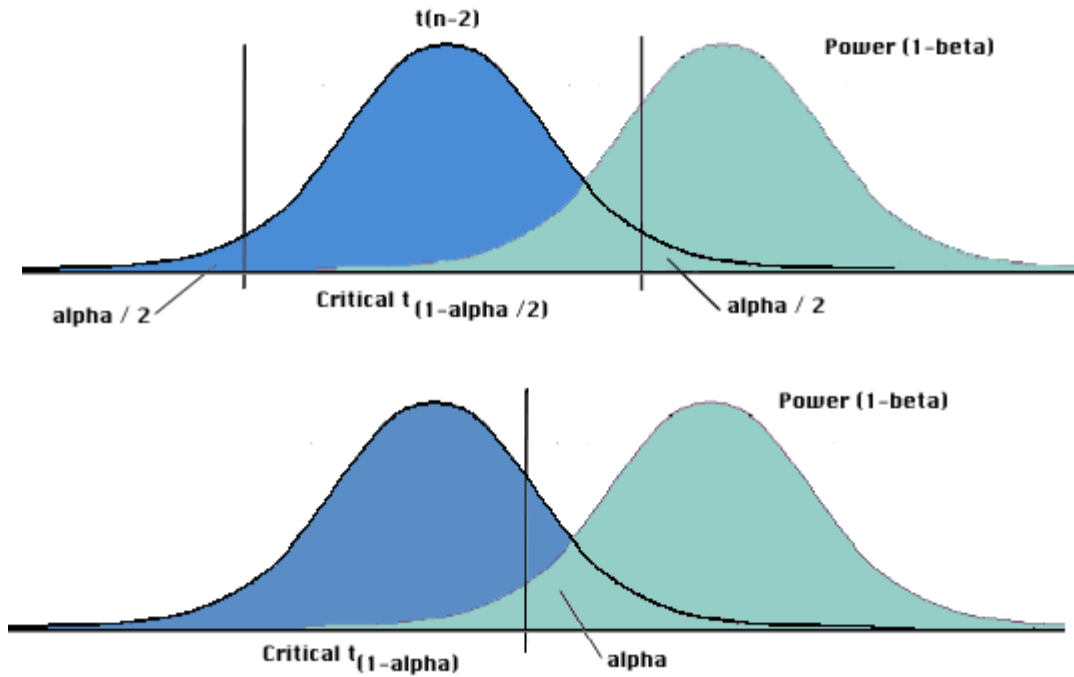 t(n-2)
Power (1-beta)
alpha / 2
Critical t(1-alpha /2)
alpha / 2
Power (1-beta)
Critical t(1-alpha)
alpha